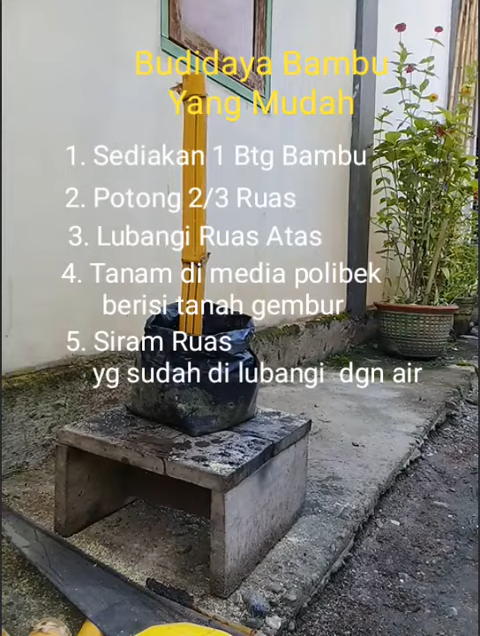 Budidaya Bambu
Yang Mudah
1. Sediakan 1 Btg Bambu
2. Potong 2/3 Ruas
3. Lubangi Ruas Atas
4. Tanam di media polibek
berisi tanah gembur
5. Siram Ruas
yg sudah di lubangi dgn air